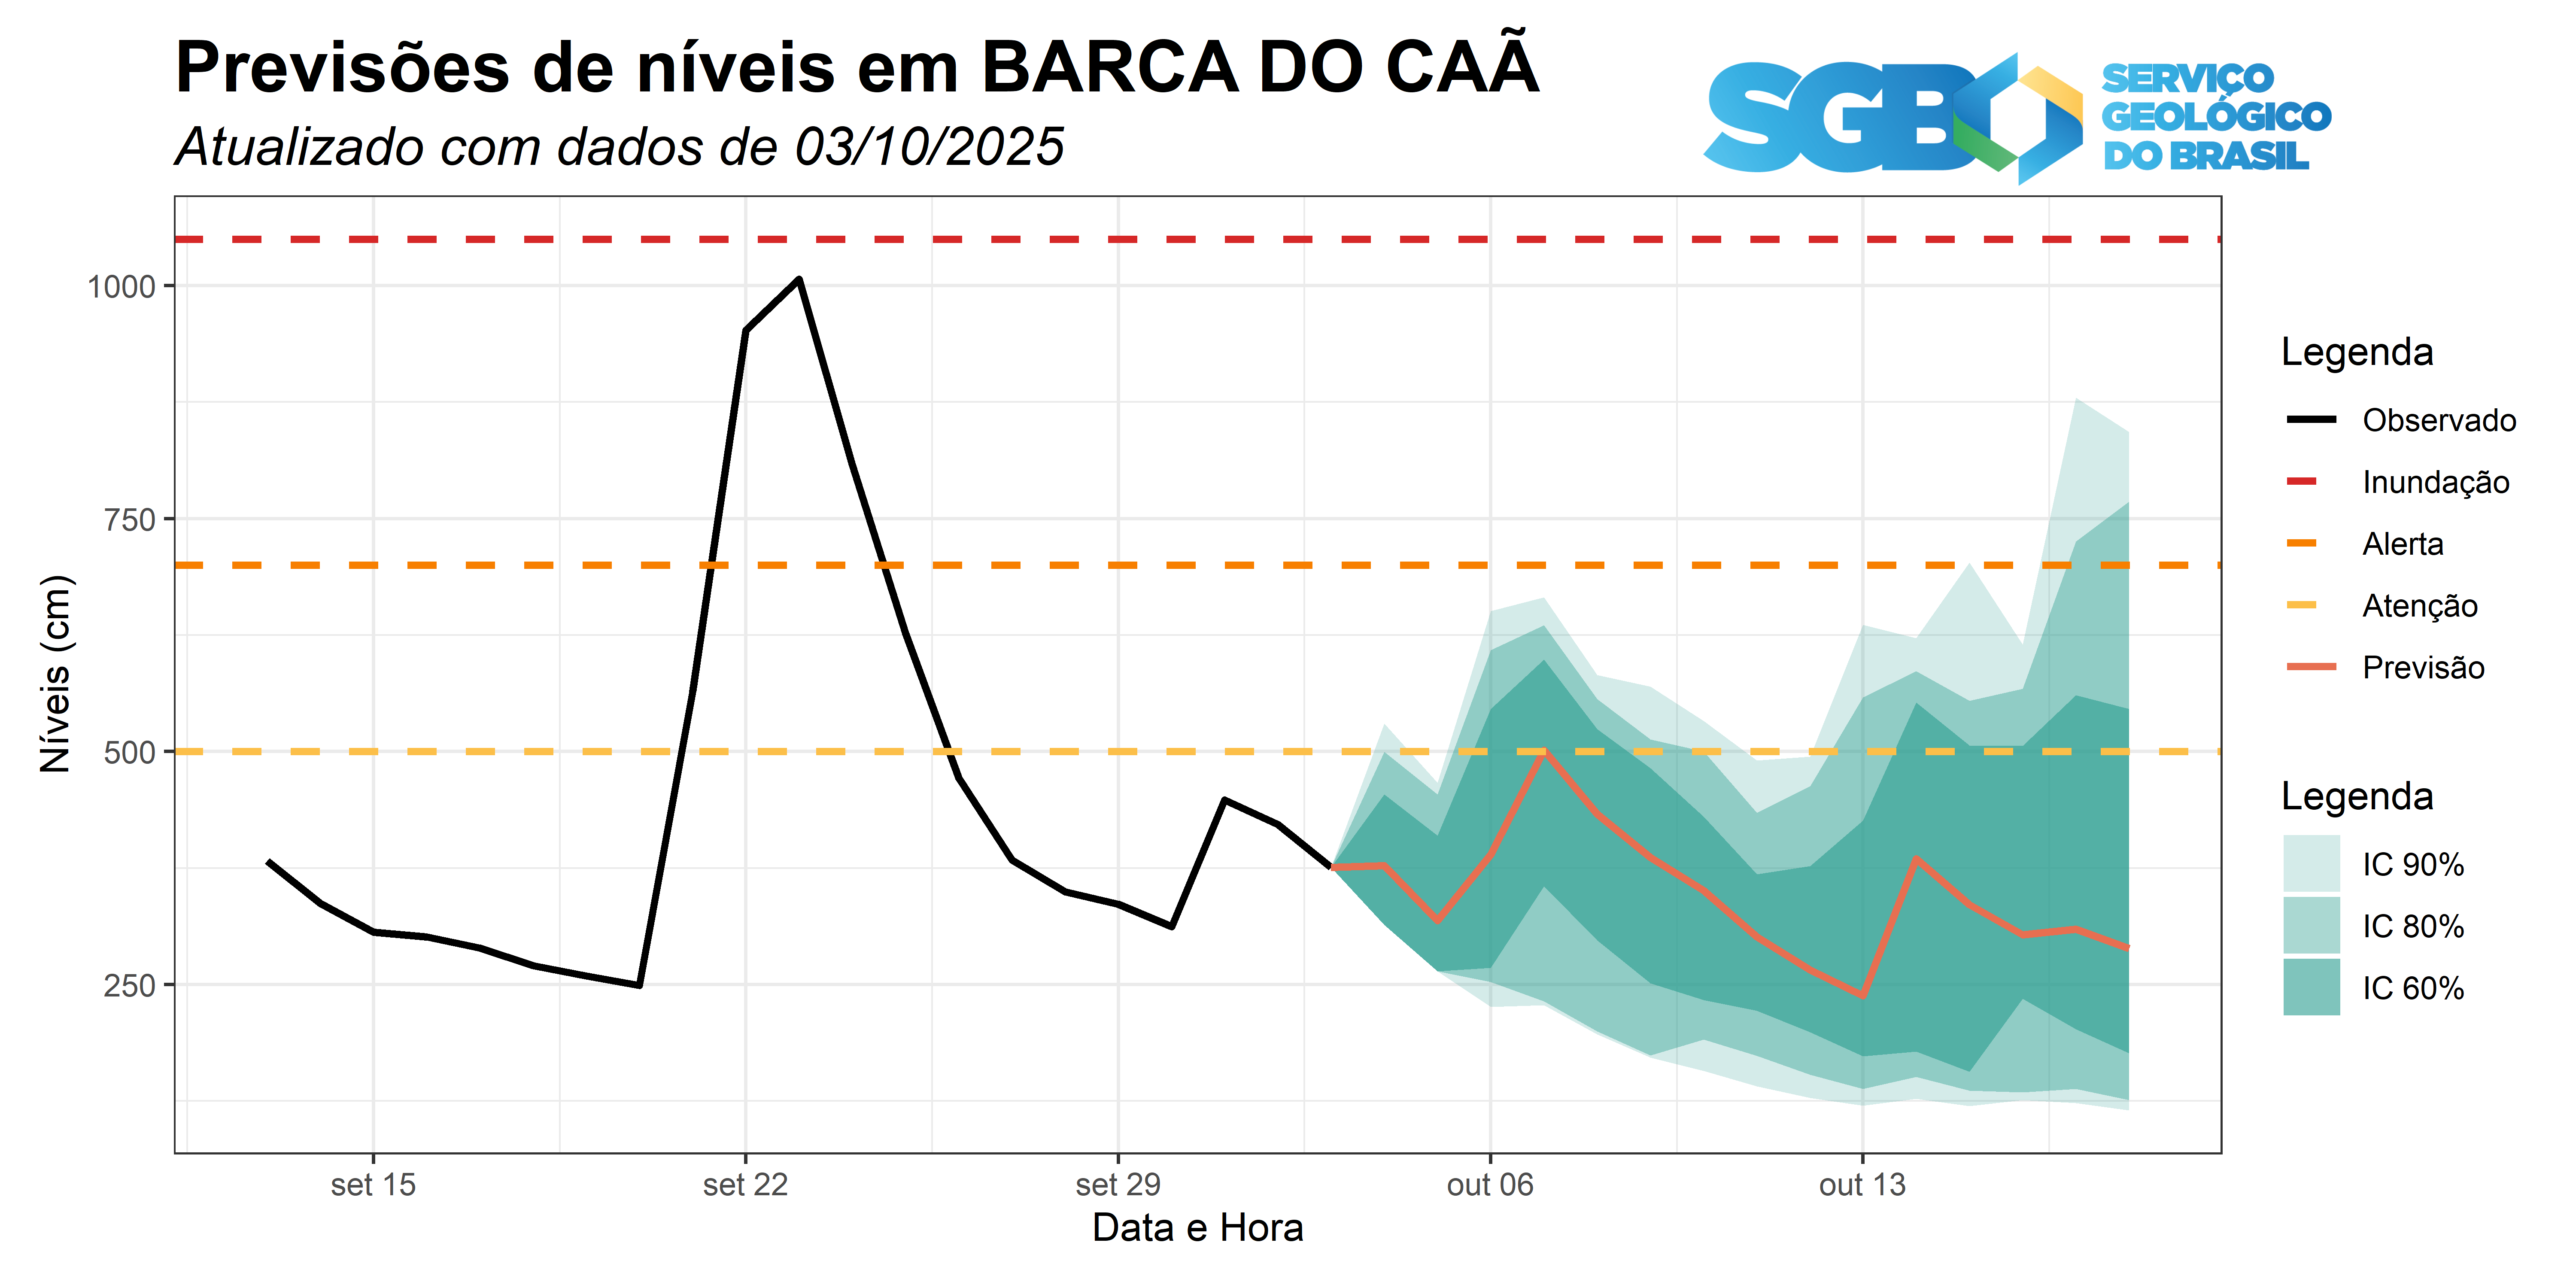 Previsões de níveis em BARCA DO CAÃ
Atualizado com dados de 03/10/2025
SGB
SERVIÇO
GEOLÓGICO
DO BRASIL
Níveis (cm)
1000
750
500
250
set 15
set 22
set 29
out 06
out 13
Data e Hora
Legenda
Observado
Inundação
Alerta
Atenção
Previsão
Legenda
IC 90%
IC 80%
IC 60%